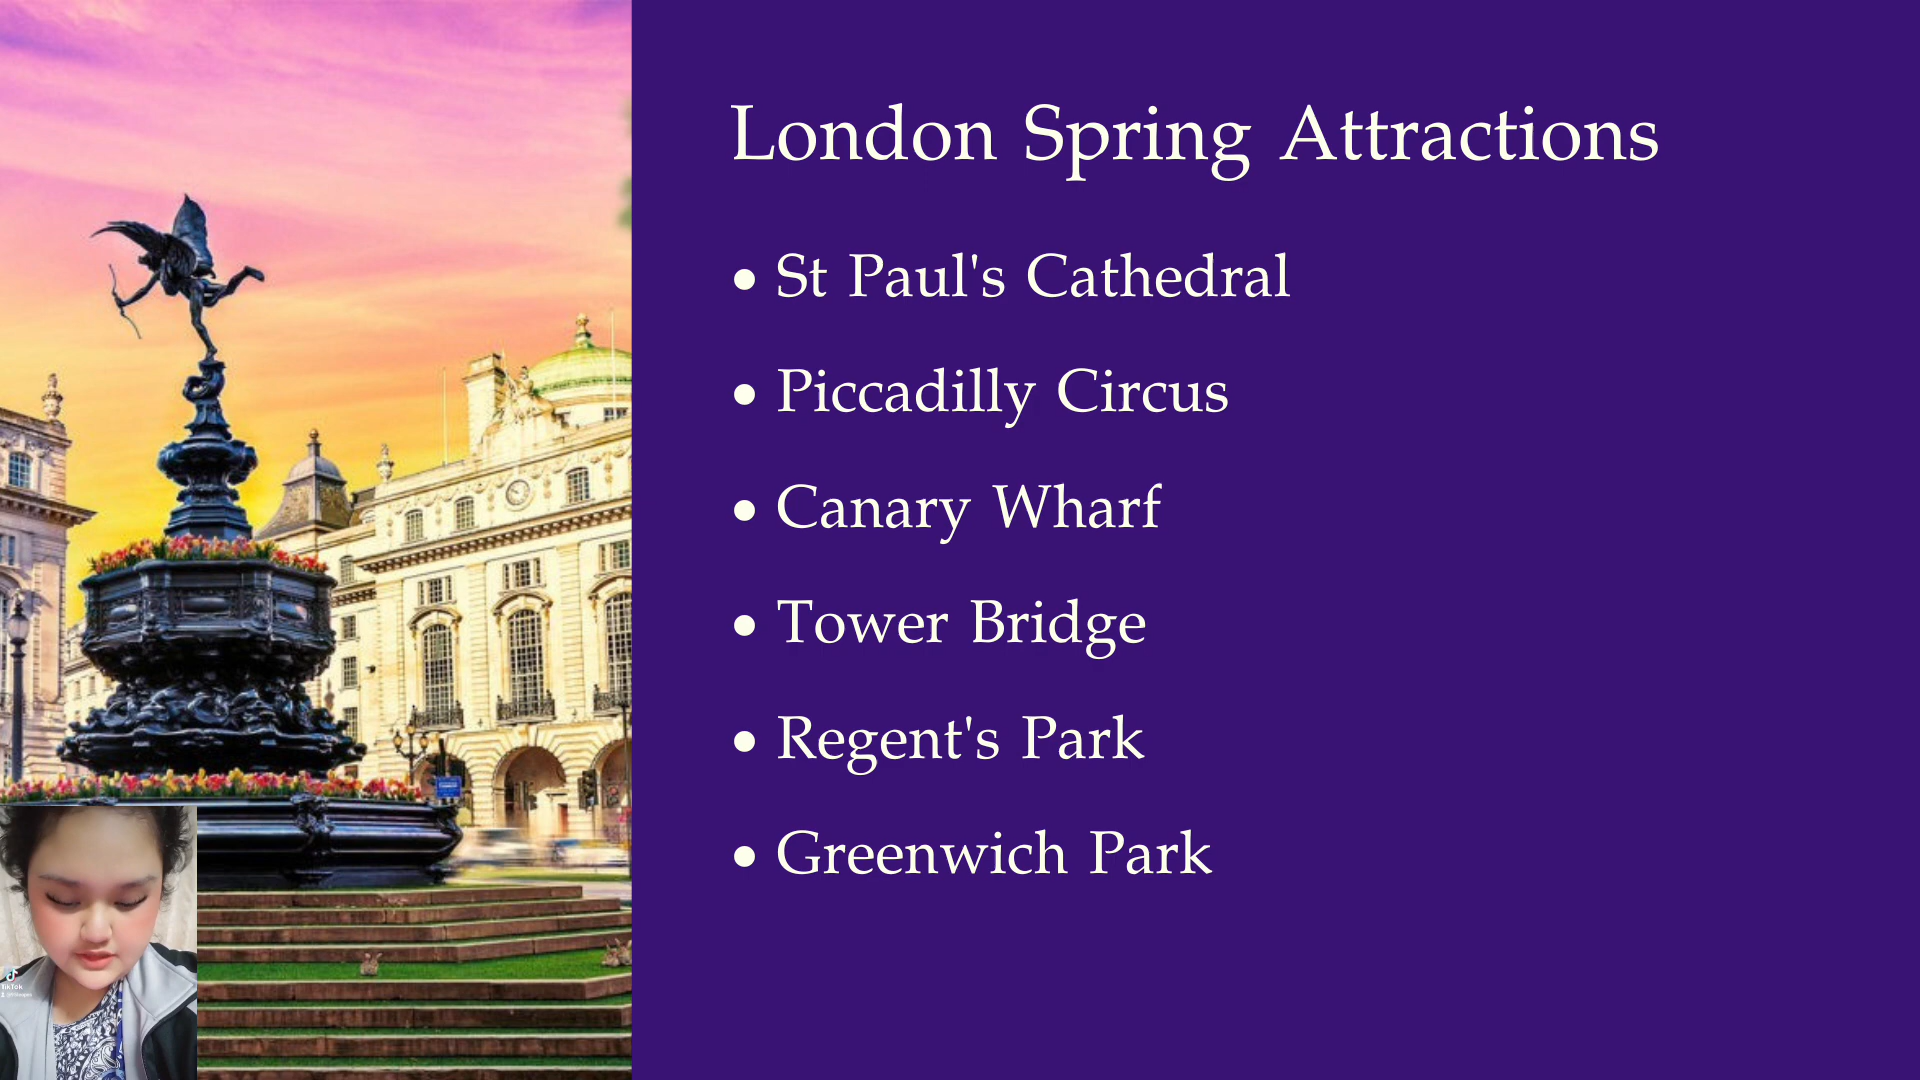 London Spring Attractions
• St Paul's Cathedral
• Piccadilly Circus
• Canary Wharf
• Tower Bridge
• Regent's Park
• Greenwich Park
TikTok